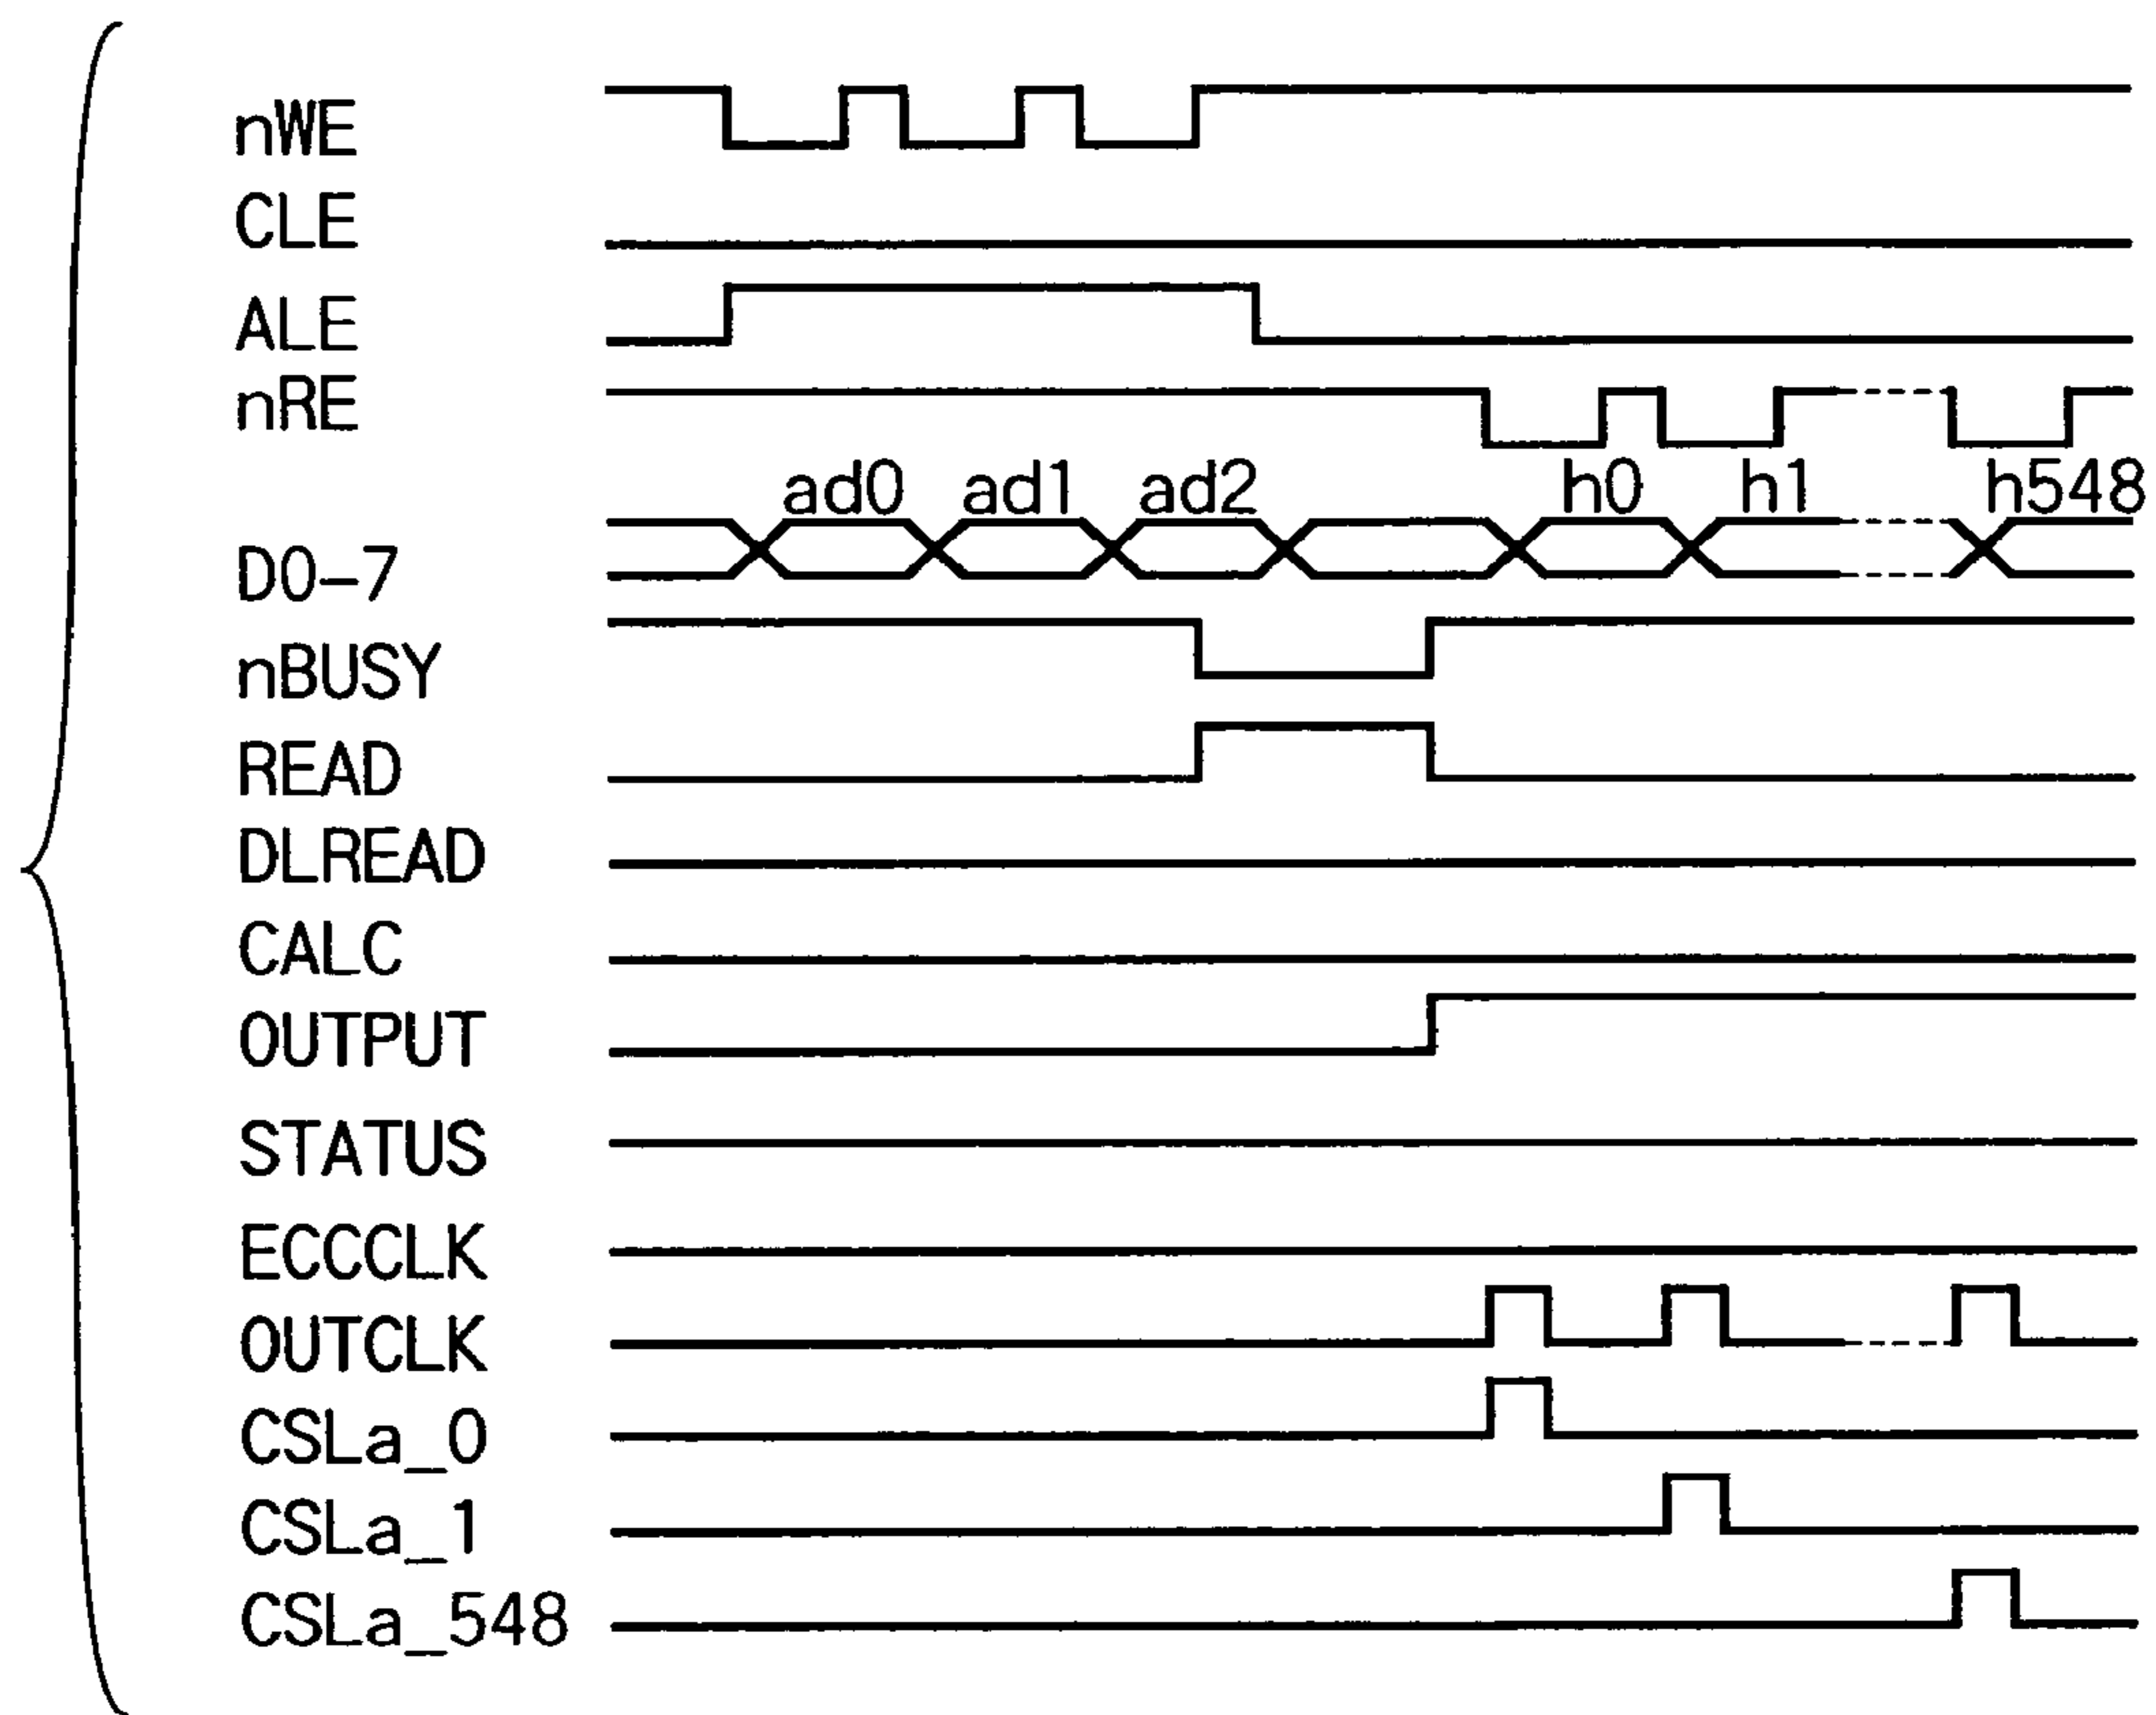 nWE
CLE
ALE
nRE
ad0 ad1 ad2 h0 h1 h548
D0-7
nBUSY
READ
DLREAD
CALC
OUTPUT
STATUS
ECCCLK
OUTCLK
CSLa_0
CSLa_1
CSLa_548